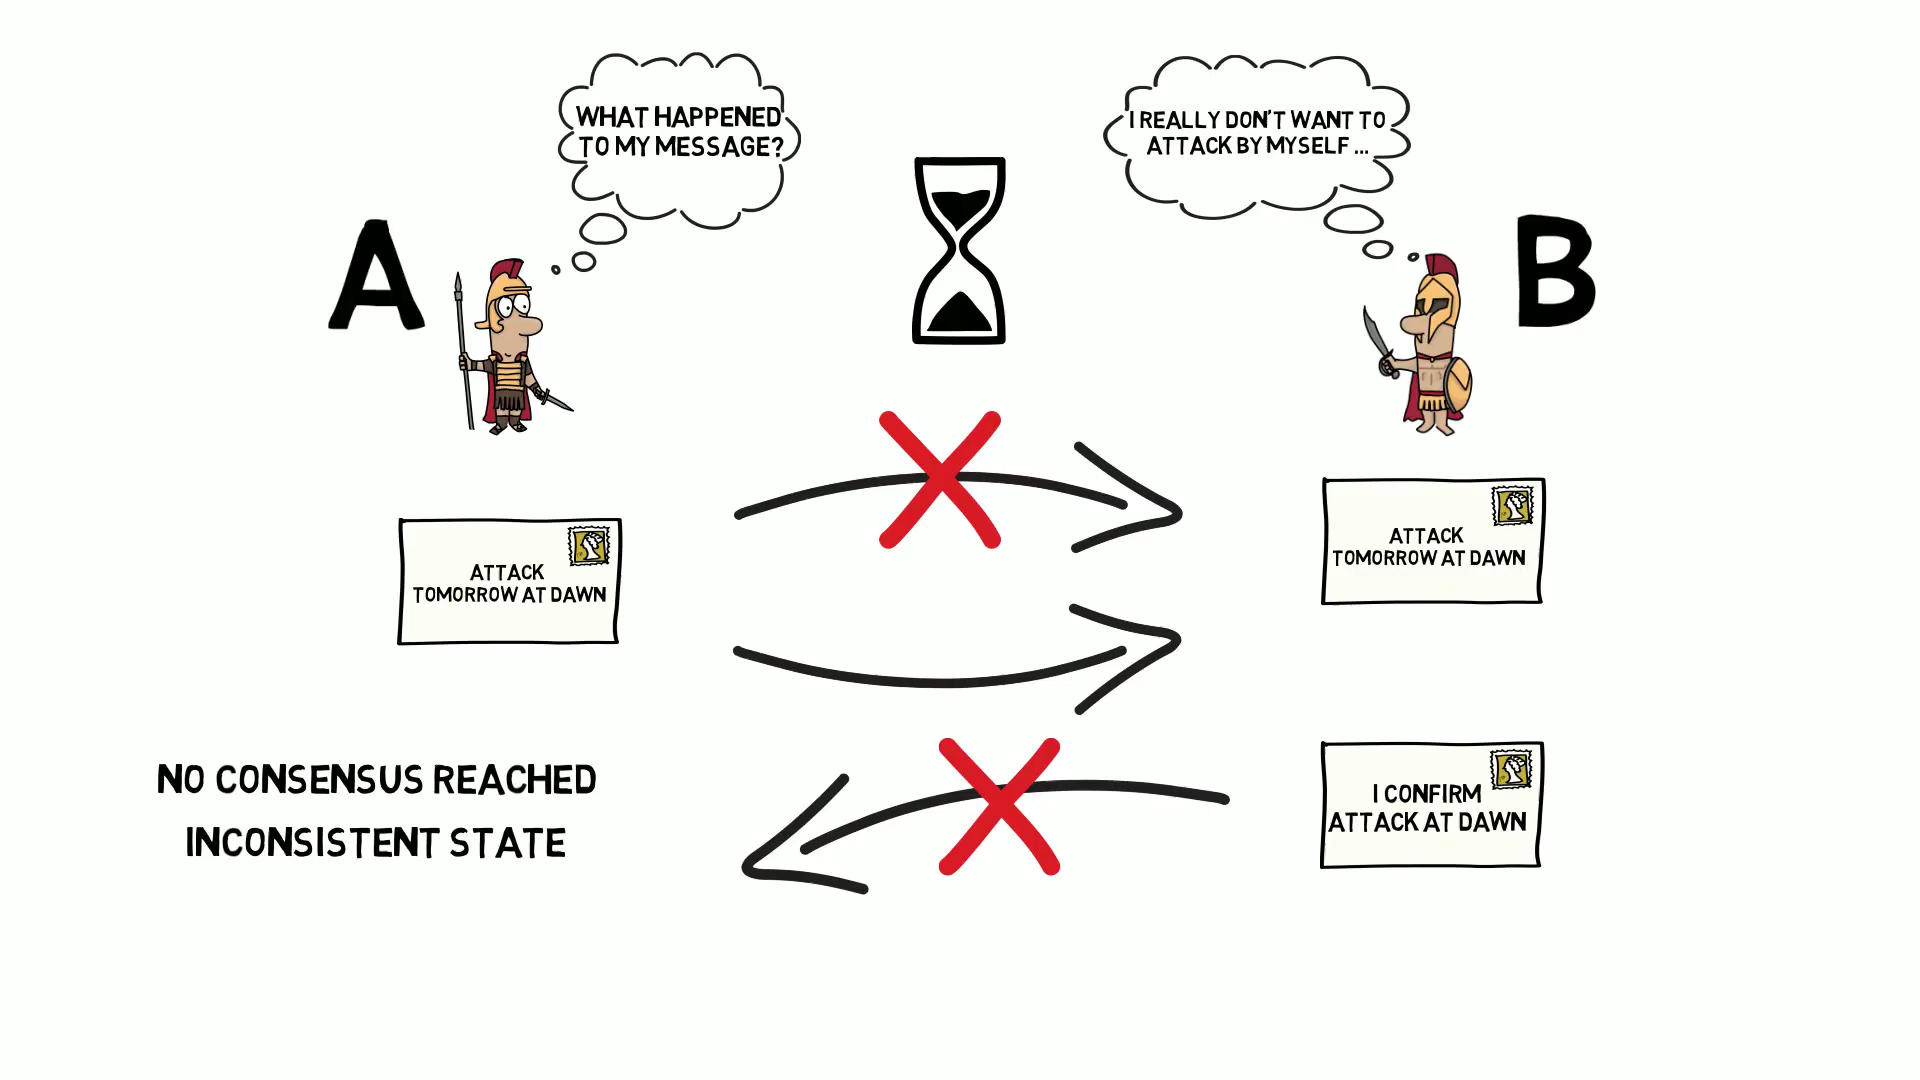 WHAT HAPPENED
TO MY MESSAGE?
I REALLY DON'T WANT TO
ATTACK BY MYSELF ...
A
B
ATTACK
TOMORROW AT DAWN
ATTACK
TOMORROW AT DAWN
NO CONSENSUS REACHED
INCONSISTENT STATE
I CONFIRM
ATTACK AT DAWN